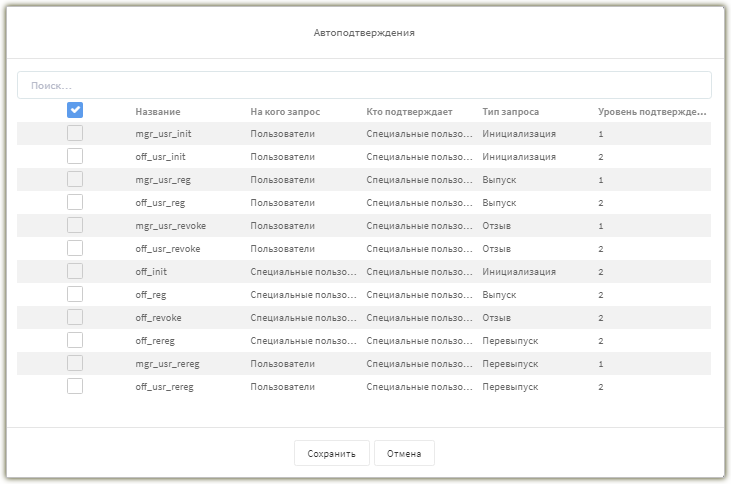 Автоподтверждения
Поиск...
Название На кого запрос Кто подтверждает Тип запроса Уровень подтвержде...
mgr_usr_init Пользователи Специальные пользо... Инициализация 1
off_usr_init Пользователи Специальные пользо... Инициализация 2
mgr_usr_reg Пользователи Специальные пользо... Выпуск 1
off_usr_reg Пользователи Специальные пользо... Выпуск 2
mgr_usr_revoke Пользователи Специальные пользо... Отзыв 1
off_usr_revoke Пользователи Специальные пользо... Отзыв 2
off_init Специальные пользо... Специальные пользо... Инициализация 2
off_reg Специальные пользо... Специальные пользо... Выпуск 2
off_revoke Специальные пользо... Специальные пользо... Отзыв 2
off_rereg Специальные пользо... Специальные пользо... Перевыпуск 2
mgr_usr_rereg Пользователи Специальные пользо... Перевыпуск 1
off_usr_rereg Пользователи Специальные пользо... Перевыпуск 2
Сохранить Отмена